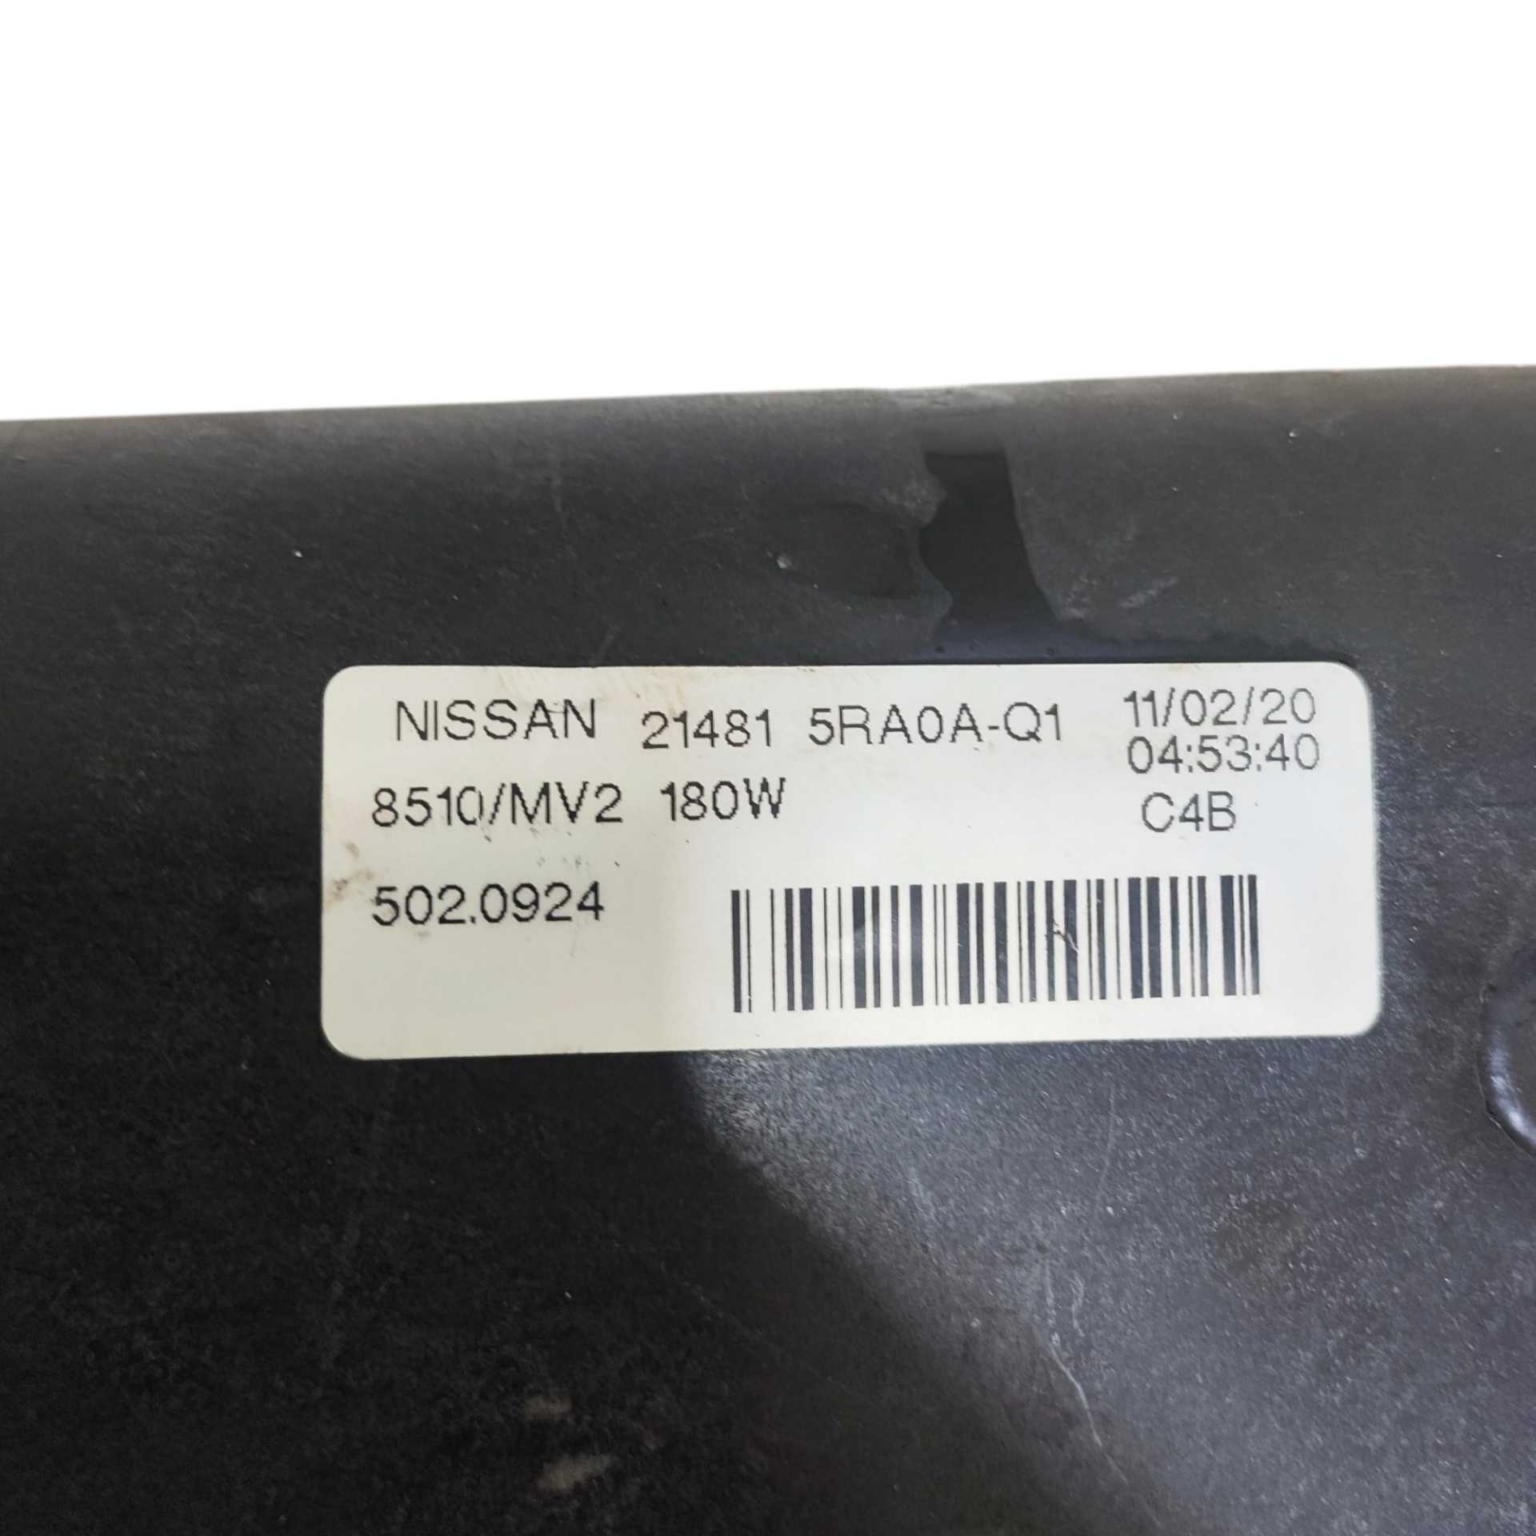 NISSAN 21481 5RA0A-Q1 11/02/20
04:53:40
8510/MV2 180W C4B
502.0924